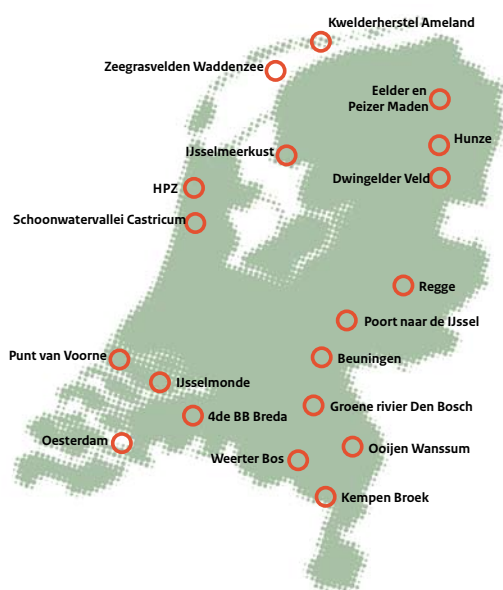 Kwelderherstel Ameland
Zeegrasvelden Waddenzee
Eelder en
Peizer Maden
Hunze
IJsselmeerkust
Dwingelder Veld
HPZ
Schoonwatervallei Castricum
Regge
Poort naar de IJssel
Punt van Voorne
Beuningen
IJsselmonde
Groene rivier Den Bosch
4de BB Breda
Oesterdam
Ooijen Wanssum
Weerter Bos
Kempen Broek